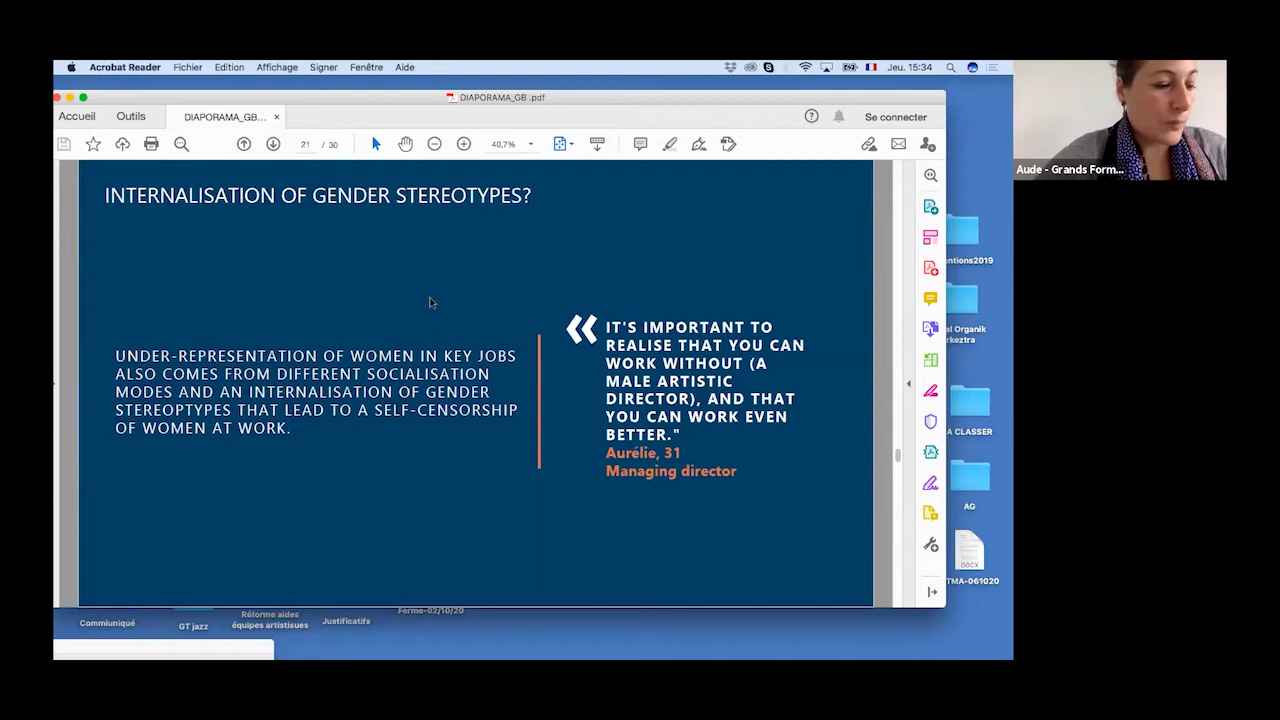 Acrobat Reader Fichier Edition Affichage Signer Fenêtre Aide Jeu. 15:34
DIAPORAMA_GB .pdf
Accueil Outils DIAPORAMA_GB... × Se connecter
21 / 30 40,7%
INTERNALISATION OF GENDER STEREOTYPES?
UNDER-REPRESENTATION OF WOMEN IN KEY JOBS
ALSO COMES FROM DIFFERENT SOCIALISATION
MODES AND AN INTERNALISATION OF GENDER
STEREOPTYPES THAT LEAD TO A SELF-CENSORSHIP
OF WOMEN AT WORK.
« IT'S IMPORTANT TO
REALISE THAT YOU CAN
WORK WITHOUT (A
MALE ARTISTIC
DIRECTOR), AND THAT
YOU CAN WORK EVEN
BETTER."
Aurélie, 31
Managing director
Aude - Grands Form...
entions2019
al Organik
rkeztra
A CLASSER
AG
DOCX
TMA-061020
Commiuniqué
GT jazz
Réforme aides
équipes artistisues
Justificatifs
Ferme-02/10/20